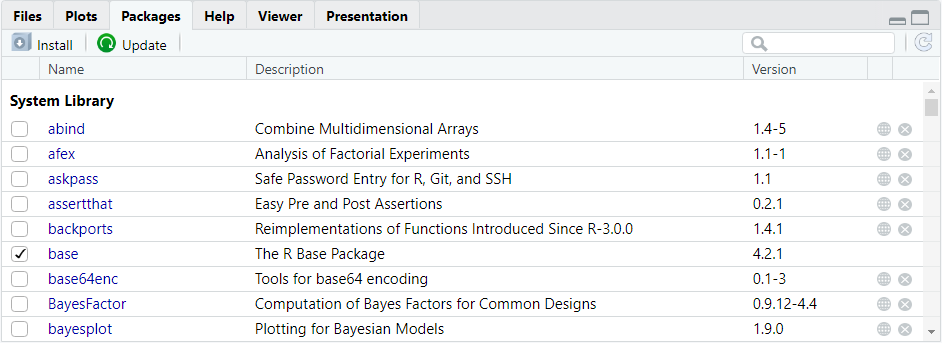 Files Plots Packages Help Viewer Presentation
Install Update
Name Description Version
System Library
abind Combine Multidimensional Arrays 1.4-5
afex Analysis of Factorial Experiments 1.1-1
askpass Safe Password Entry for R, Git, and SSH 1.1
assertthat Easy Pre and Post Assertions 0.2.1
backports Reimplementations of Functions Introduced Since R-3.0.0 1.4.1
base The R Base Package 4.2.1
base64enc Tools for base64 encoding 0.1-3
BayesFactor Computation of Bayes Factors for Common Designs 0.9.12-4.4
bayesplot Plotting for Bayesian Models 1.9.0